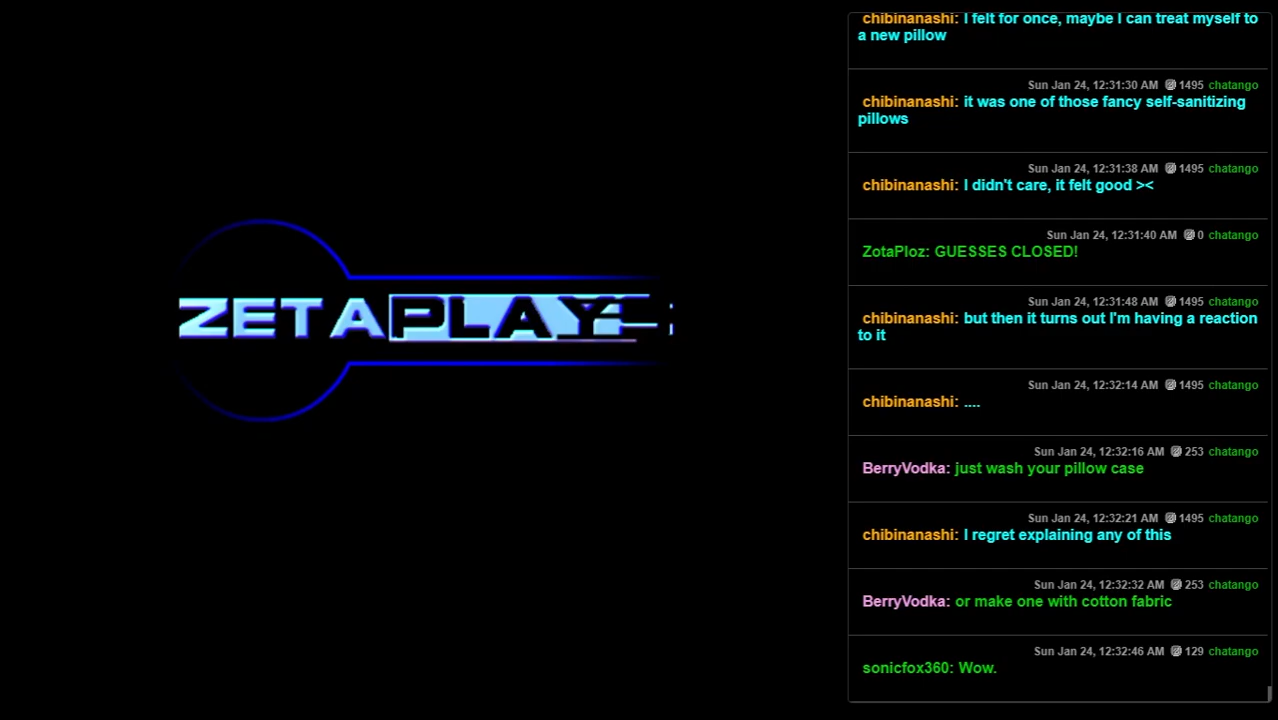 ZETAPLAY
chibinanashi: I felt for once, maybe I can treat myself to
a new pillow
Sun Jan 24, 12:31:30 AM 1495 chatango
chibinanashi: it was one of those fancy self-sanitizing
pillows
Sun Jan 24, 12:31:38 AM 1495 chatango
chibinanashi: I didn't care, it felt good ><
Sun Jan 24, 12:31:40 AM 0 chatango
ZotaPloz: GUESSES CLOSED!
Sun Jan 24, 12:31:48 AM 1495 chatango
chibinanashi: but then it turns out I'm having a reaction
to it
Sun Jan 24, 12:32:14 AM 1495 chatango
chibinanashi: ....
Sun Jan 24, 12:32:16 AM 253 chatango
BerryVodka: just wash your pillow case
Sun Jan 24, 12:32:21 AM 1495 chatango
chibinanashi: I regret explaining any of this
Sun Jan 24, 12:32:32 AM 253 chatango
BerryVodka: or make one with cotton fabric
Sun Jan 24, 12:32:46 AM 129 chatango
sonicfox360: Wow.